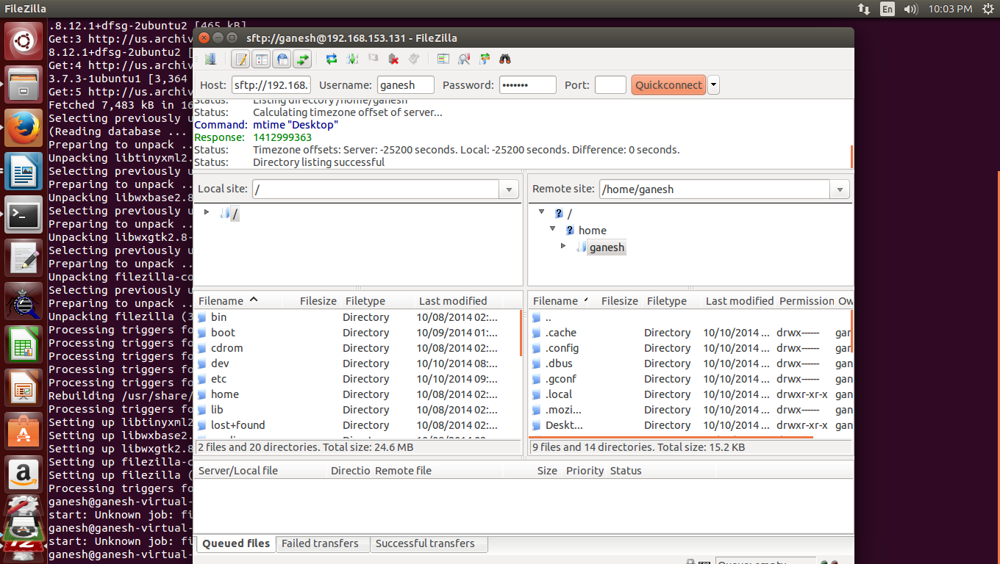 FileZilla
En
10:03 PM
.8.12.1+dfsg-2ubuntu2 [465 kB]
Get:3 http://us.archiv
8.12.1+dfsg-2ubuntu2 [
Get:4 http://us.archiv
3.7.3-1ubuntu1 [3,364
Get:5 http://us.archiv
Fetched 7,483 kB in 16
Selecting previously u
(Reading database ...
Preparing to unpack ..
Unpacking libtinyxml2.
Selecting previously u
Preparing to unpack ..
Unpacking libwxbase2.8
Selecting previously u
Preparing to unpack ..
Unpacking libwxgtk2.8-
Selecting previously u
Preparing to unpack ..
Unpacking filezilla-co
Selecting previously u
Preparing to unpack ..
Unpacking filezilla (3
Processing triggers fo
Processing triggers fo
Processing triggers fo
Processing triggers fo
Processing triggers fo
Rebuilding /usr/share/
Processing triggers fo
Setting up libtinyxml2
Setting up libwxbase2.
Setting up libwxgtk2.8
Setting up filezilla-c
Setting up filezilla (
Processing triggers fo
ganesh@ganesh-virtual-
start: Unknown job: fi
ganesh@ganesh-virtual-
start: Unknown job: fi
ganesh@ganesh-virtual-
sftp://ganesh@192.168.153.131 - FileZilla
Host: sftp://192.168. Username: ganesh Password: ••••••• Port: Quickconnect
Status: Listing directory /home/ganesh
Status: Calculating timezone offset of server...
Command: mtime "Desktop"
Response: 1412999363
Status: Timezone offsets: Server: -25200 seconds. Local: -25200 seconds. Difference: 0 seconds.
Status: Directory listing successful
Local site: /
/
Filename Filesize Filetype Last modified
bin Directory 10/08/2014 02:...
boot Directory 10/09/2014 01:...
cdrom Directory 10/08/2014 02:...
dev Directory 10/10/2014 08:...
etc Directory 10/10/2014 09:...
home Directory 10/08/2014 02:...
lib Directory 10/08/2014 02:...
lost+found Directory 10/08/2014 02:...
2 files and 20 directories. Total size: 24.6 MB
Remote site: /home/ganesh
/
home
ganesh
Filename Filesize Filetype Last modified Permission Ow
..
.cache Directory 10/10/2014 ... drwx------ gan
.config Directory 10/10/2014 ... drwx------ gan
.dbus Directory 10/10/2014 ... drwx------ gan
.gconf Directory 10/10/2014 ... drwx------ gan
.local Directory 10/10/2014 ... drwxr-xr-x gan
.mozi... Directory 10/10/2014 ... drwx------ gan
Deskt... Directory 10/10/2014 ... drwxr-xr-x gan
9 files and 14 directories. Total size: 15.2 KB
Server/Local file Directio Remote file Size Priority Status
Queued files Failed transfers Successful transfers
Queue: empty